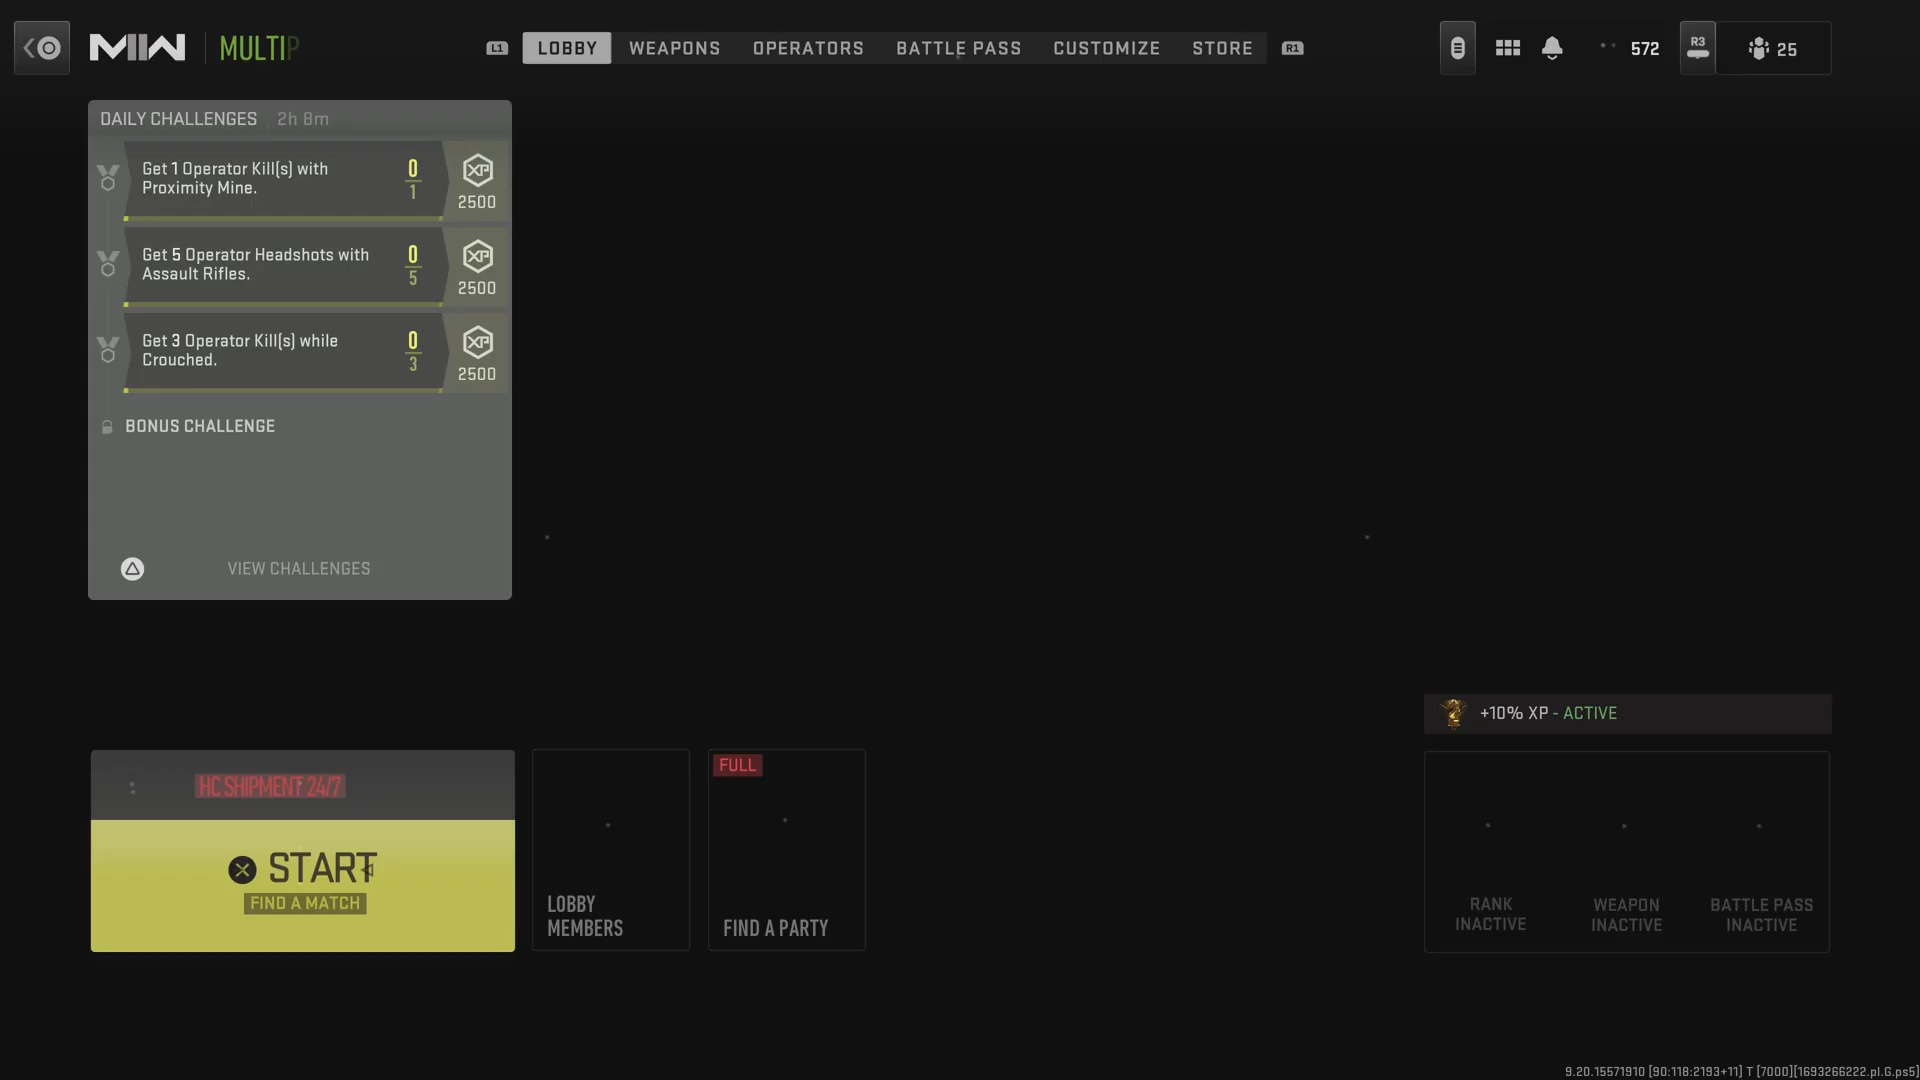 MWII MULTIP
L1 LOBBY WEAPONS OPERATORS BATTLE PASS CUSTOMIZE STORE R1
572 R3 25
DAILY CHALLENGES 2h 8m
Get 1 Operator Kill(s) with
Proximity Mine.
0
1
XP
2500
Get 5 Operator Headshots with
Assault Rifles.
0
5
XP
2500
Get 3 Operator Kill(s) while
Crouched.
0
3
XP
2500
BONUS CHALLENGE
VIEW CHALLENGES
+10% XP - ACTIVE
HC SHIPMENT 24/7
START
FIND A MATCH
LOBBY
MEMBERS
FULL
FIND A PARTY
RANK
INACTIVE
WEAPON
INACTIVE
BATTLE PASS
INACTIVE
9.20.15571910 [90:118:2193+11] T [7000][1693266222.pl.G.ps5]